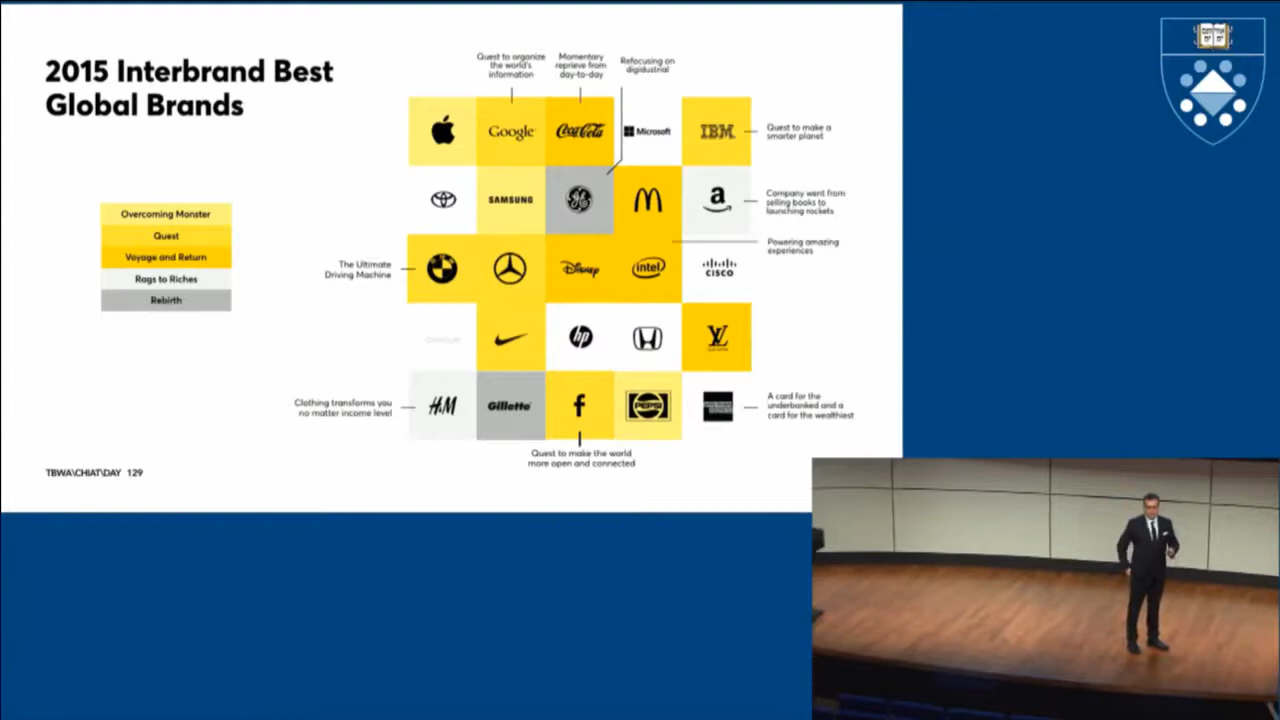 2015 Interbrand Best
Global Brands
Quest to organize
the world's
information
Momentary
reprieve from
day-to-day
Refocusing on
digidustrial
Google
Coca-Cola
Microsoft
IBM
Quest to make a
smarter planet
Overcoming Monster
Quest
Voyage and Return
Rags to Riches
Rebirth
SAMSUNG
GE
a
Company went from
selling books to
launching rockets
Powering amazing
experiences
The Ultimate
Driving Machine
Disney
intel
CISCO
hp
LV
Clothing transforms you
no matter income level
H&M
Gillette
f
PEPSI
A card for the
underbanked and a
card for the wealthiest
Quest to make the world
more open and connected
TBWA\CHIAT\DAY 129